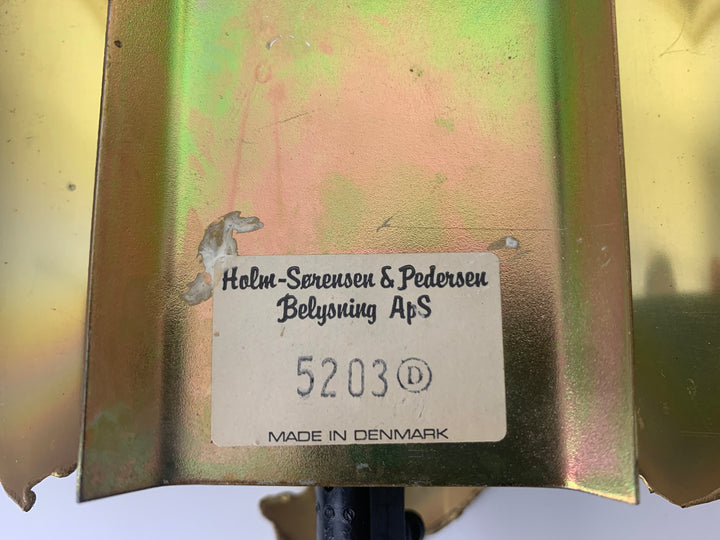 Holm-Sørensen & Pedersen
Belysning ApS
5203 Ⓓ
MADE IN DENMARK